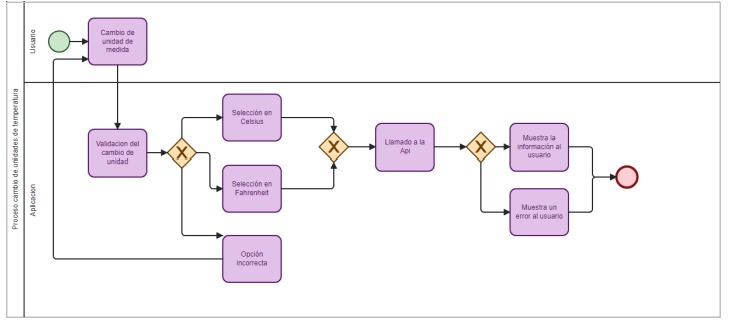 Proceso cambio de unidades de temperatura
Usuario
Cambio de
unidad de
medida
Aplicacion
Validacion del
cambio de
unidad
Selección en
Celsius
Selección en
Fahrenheit
Opción
incorrecta
Llamado a la
Api
Muestra la
información al
usuario
Muestra un
error al usuario